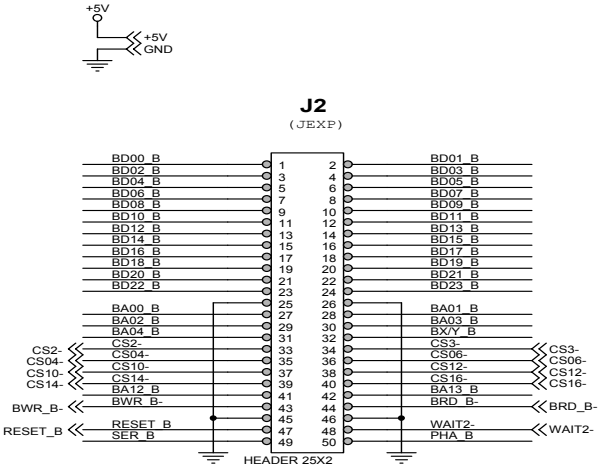 +5V
+5V
GND
J2
(JEXP)
BD00_B 1 2 BD01_B
BD02_B 3 4 BD03_B
BD04_B 5 6 BD05_B
BD06_B 7 8 BD07_B
BD08_B 9 10 BD09_B
BD10_B 11 12 BD11_B
BD12_B 13 14 BD13_B
BD14_B 15 16 BD15_B
BD16_B 17 18 BD17_B
BD18_B 19 20 BD19_B
BD20_B 21 22 BD21_B
BD22_B 23 24 BD23_B
25 26
BA00_B 27 28 BA01_B
BA02_B 29 30 BA03_B
BA04_B 31 32 BX/Y_B
CS2- CS2- 33 34 CS3- CS3-
CS04- CS04- 35 36 CS06- CS06-
CS10- CS10- 37 38 CS12- CS12-
CS14- CS14- 39 40 CS16- CS16-
BA12_B 41 42 BA13_B
BWR_B- BWR_B- 43 44 BRD_B- BRD_B-
45 46
RESET_B RESET_B 47 48 WAIT2- WAIT2-
SER_B 49 50 PHA_B
HEADER 25X2